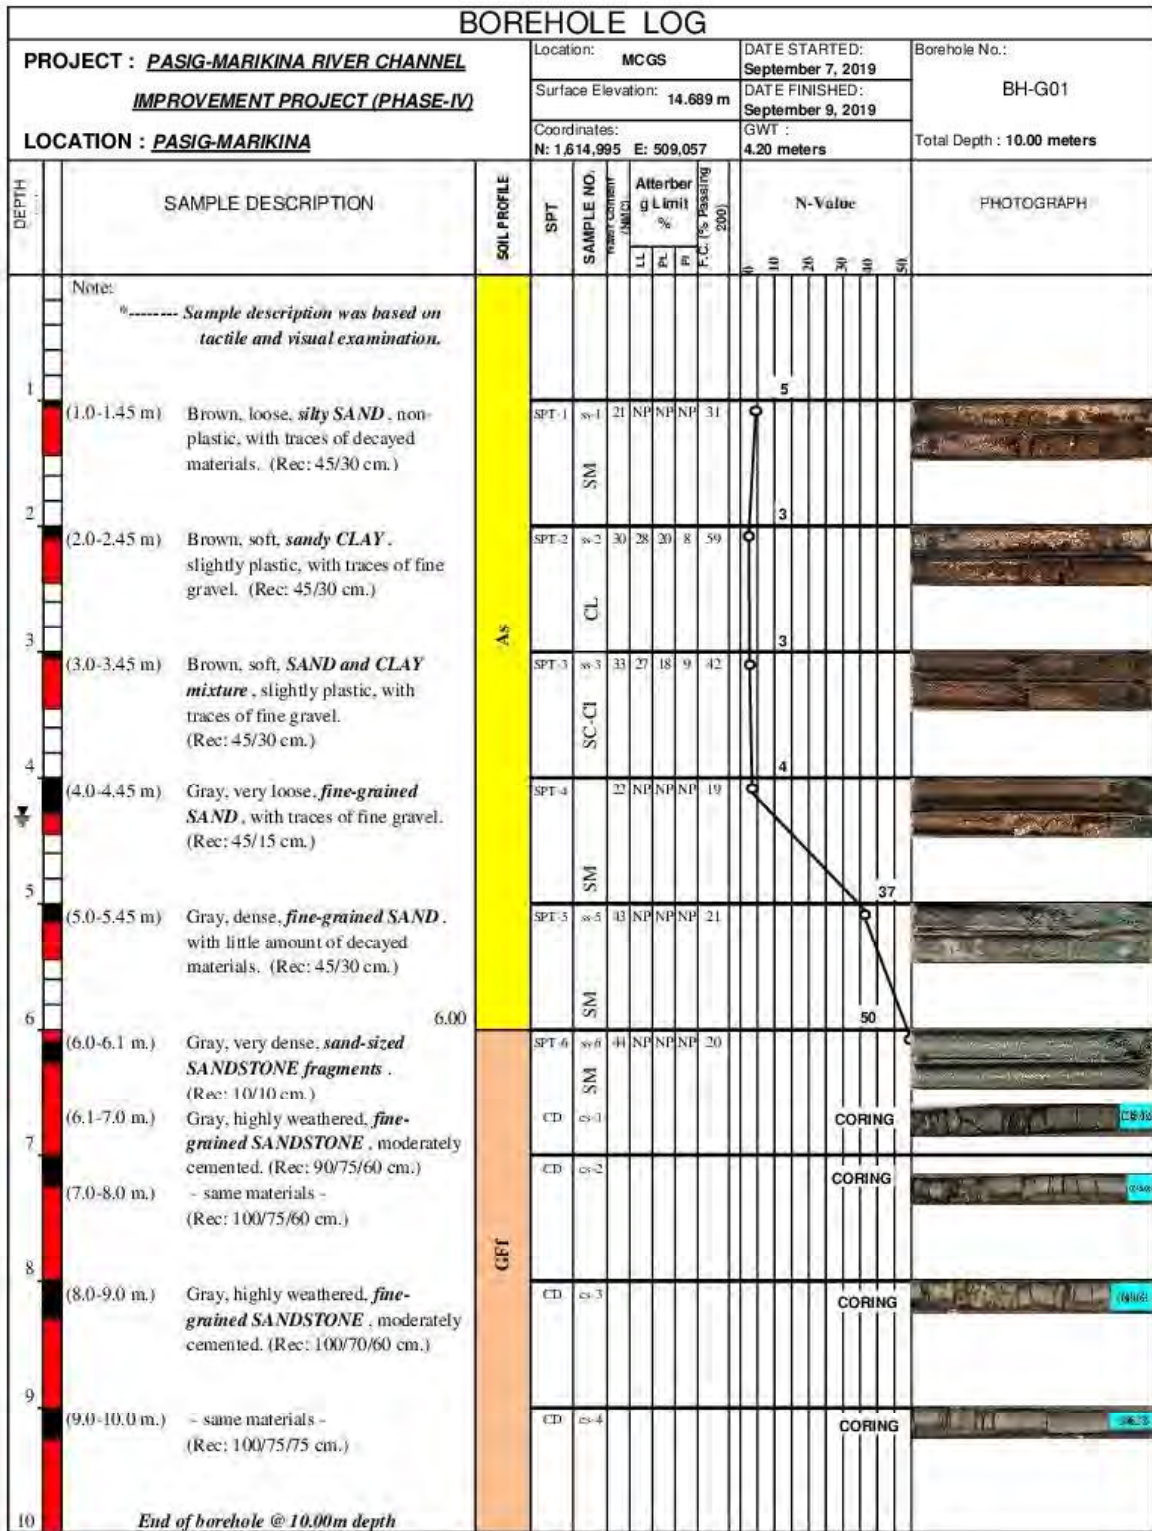 BOREHOLE LOG
PROJECT : PASIG-MARIKINA RIVER CHANNEL
IMPROVEMENT PROJECT (PHASE-IV)
LOCATION : PASIG-MARIKINA
Location: MCGS
Surface Elevation: 14.689 m
Coordinates:
N: 1,614,995 E: 509,057
DATE STARTED:
September 7, 2019
DATE FINISHED:
September 9, 2019
GWT :
4.20 meters
Borehole No.:
BH-G01
Total Depth : 10.00 meters
DEPTH
SAMPLE DESCRIPTION
SOIL PROFILE
SPT
SAMPLE NO.
(NMC)
Atterber
g Limit
%
LL PL PI
F.C. (% Passing
200)
N-Value
0 10 20 30 40 50
PHOTOGRAPH
Note:
*-------- Sample description was based on
tactile and visual examination.
1
5
(1.0-1.45 m) Brown, loose, silty SAND, non-
plastic, with traces of decayed
materials. (Rec: 45/30 cm.)
SPT-1 ss-1 21 NP NP NP 31
SM
2
3
(2.0-2.45 m) Brown, soft, sandy CLAY.
slightly plastic, with traces of fine
gravel. (Rec: 45/30 cm.)
SPT-2 ss-2 30 28 20 8 59
CL
As
3
3
(3.0-3.45 m) Brown, soft, SAND and CLAY
mixture, slightly plastic, with
traces of fine gravel.
(Rec: 45/30 cm.)
SPT-3 ss-3 33 27 18 9 42
SC-Cl
4
4
(4.0-4.45 m) Gray, very loose, fine-grained
SAND, with traces of fine gravel.
(Rec: 45/15 cm.)
SPT-4 22 NP NP NP 19
SM
5
37
(5.0-5.45 m) Gray, dense, fine-grained SAND.
with little amount of decayed
materials. (Rec: 45/30 cm.)
SPT-5 ss-5 43 NP NP NP 21
SM
6
6.00
50
(6.0-6.1 m.) Gray, very dense, sand-sized
SANDSTONE fragments.
(Rec: 10/10 cm.)
SPT-6 ss-6 44 NP NP NP 20
SM
(6.1-7.0 m.) Gray, highly weathered, fine-
grained SANDSTONE, moderately
cemented. (Rec: 90/75/60 cm.)
CD cs-1
CORING
7
(7.0-8.0 m.) - same materials -
(Rec: 100/75/60 cm.)
CD cs-2
CORING
GFf
8
(8.0-9.0 m.) Gray, highly weathered, fine-
grained SANDSTONE, moderately
cemented. (Rec: 100/70/60 cm.)
CD cs-3
CORING
9
(9.0-10.0 m.) - same materials -
(Rec: 100/75/75 cm.)
CD cs-4
CORING
10
End of borehole @ 10.00m depth